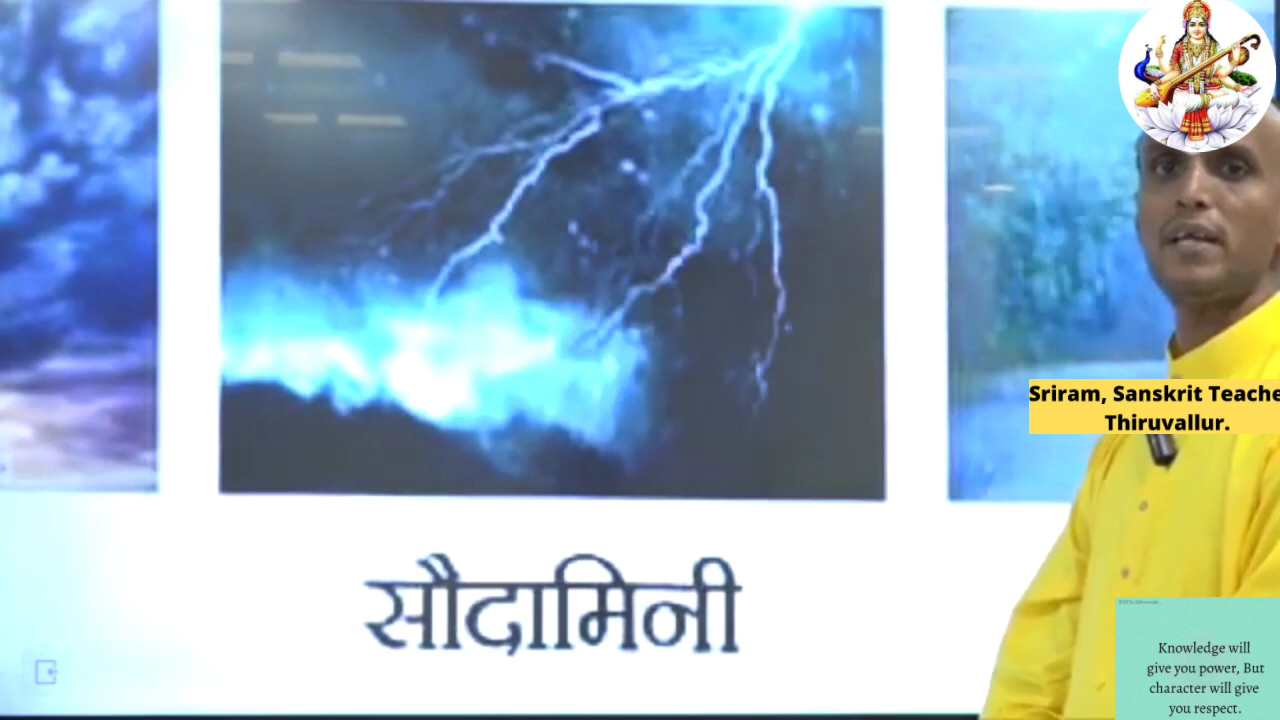 Sriram, Sanskrit Teache
Thiruvallur.
सौदामिनी
Knowledge will
give you power, But
character will give
you respect.